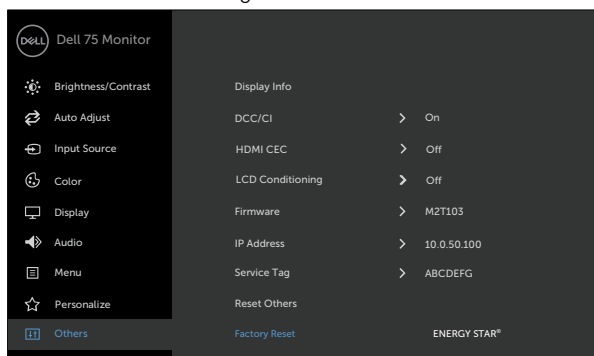 DELL Dell 75 Monitor
Brightness/Contrast Display Info
Auto Adjust DCC/CI > On
Input Source HDMI CEC > Off
Color LCD Conditioning > Off
Display Firmware > M2T103
Audio IP Address > 10.0.50.100
Menu Service Tag > ABCDEFG
Personalize Reset Others
Others Factory Reset ENERGY STAR®